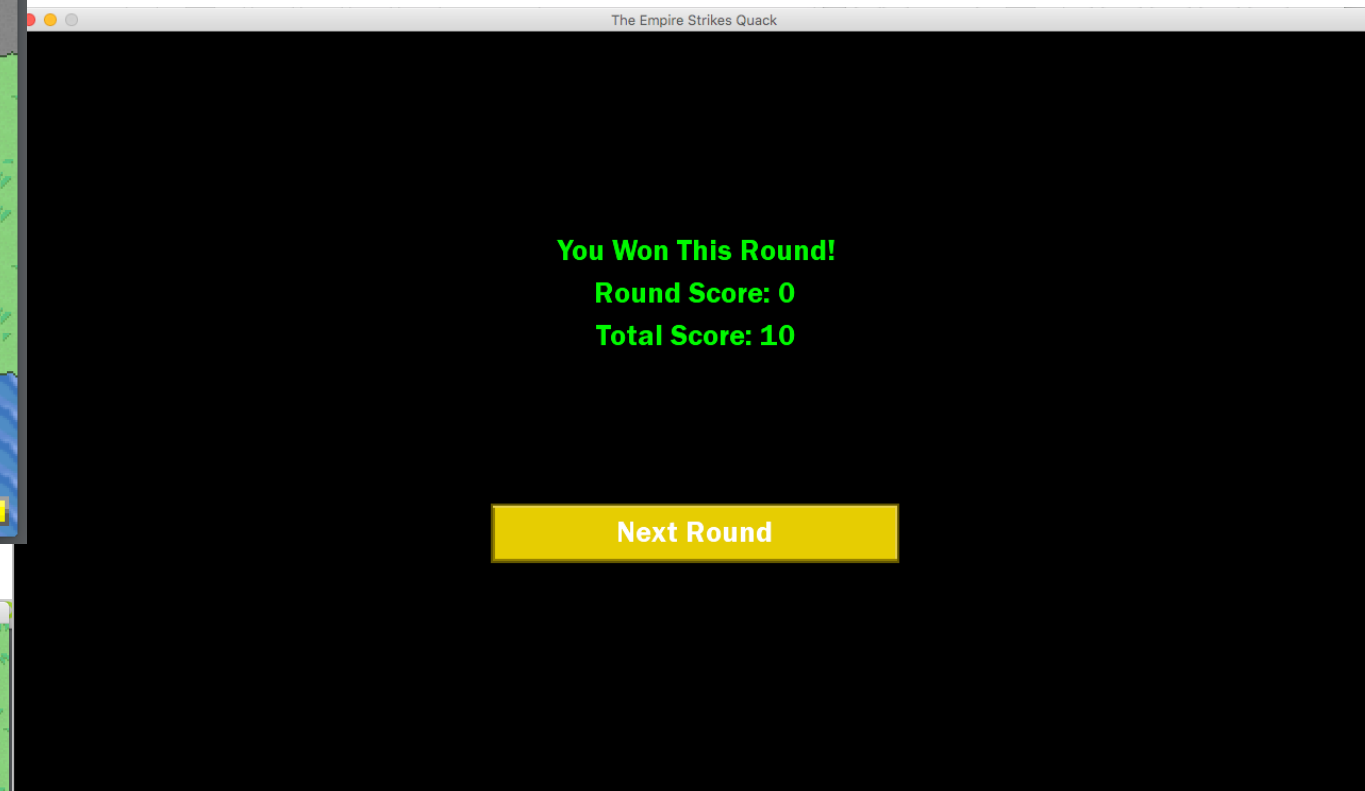 The Empire Strikes Quack
You Won This Round!
Round Score: 0
Total Score: 10
Next Round